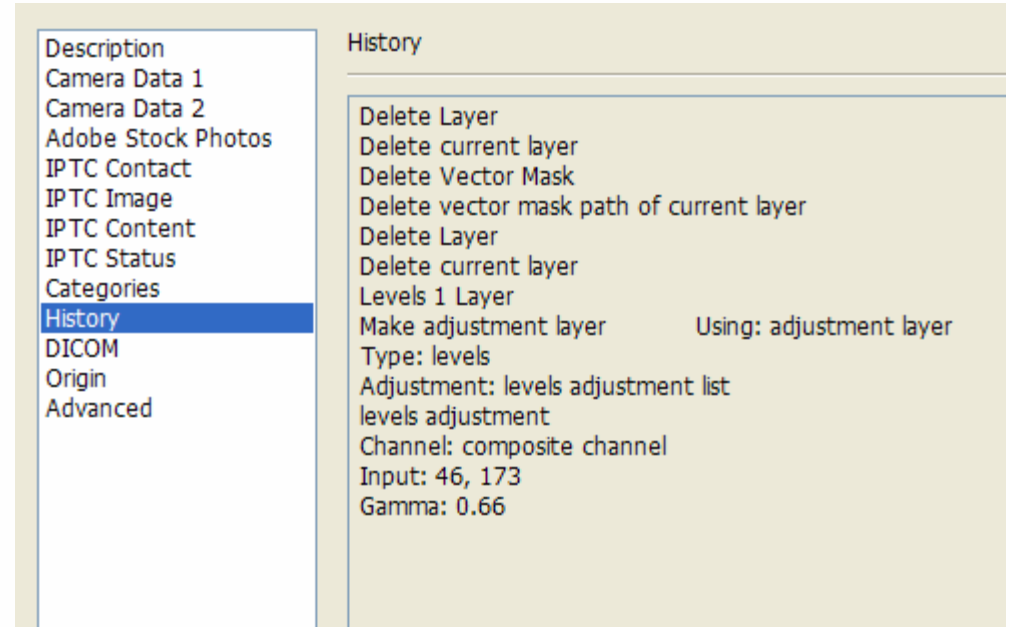 Description
Camera Data 1
Camera Data 2
Adobe Stock Photos
IPTC Contact
IPTC Image
IPTC Content
IPTC Status
Categories
History
DICOM
Origin
Advanced
History
Delete Layer
Delete current layer
Delete Vector Mask
Delete vector mask path of current layer
Delete Layer
Delete current layer
Levels 1 Layer
Make adjustment layer Using: adjustment layer
Type: levels
Adjustment: levels adjustment list
levels adjustment
Channel: composite channel
Input: 46, 173
Gamma: 0.66